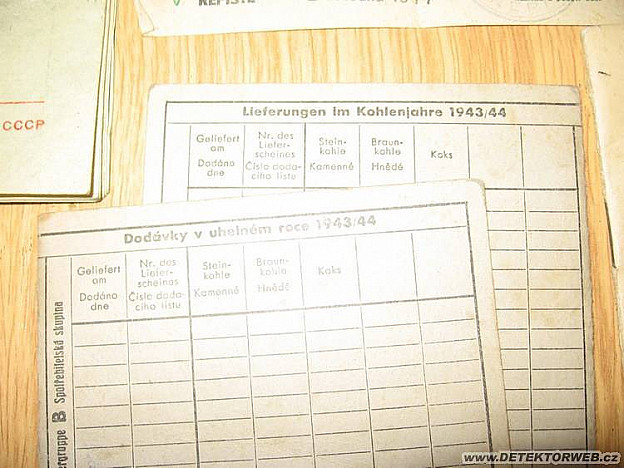 ŘEPIŠTĚ
CCCP
Lieferungen im Kohlenjahre 1943/44
Geliefert am
Dodáno dne
Nr. des Liefer-scheines
Číslo doda-cího listu
Stein-kohle
Kamenné
Braun-kohle
Hnědé
Koks
Dodávky v uhelném roce 1943/44
Geliefert am
Dodáno dne
Nr. des Liefer-scheines
Číslo doda-cího listu
Stein-kohle
Kamenné
Braun-kohle
Hnědé
Koks
ergruppe B Spotřebitelská skupina
www.DETEKTORWEB.cz